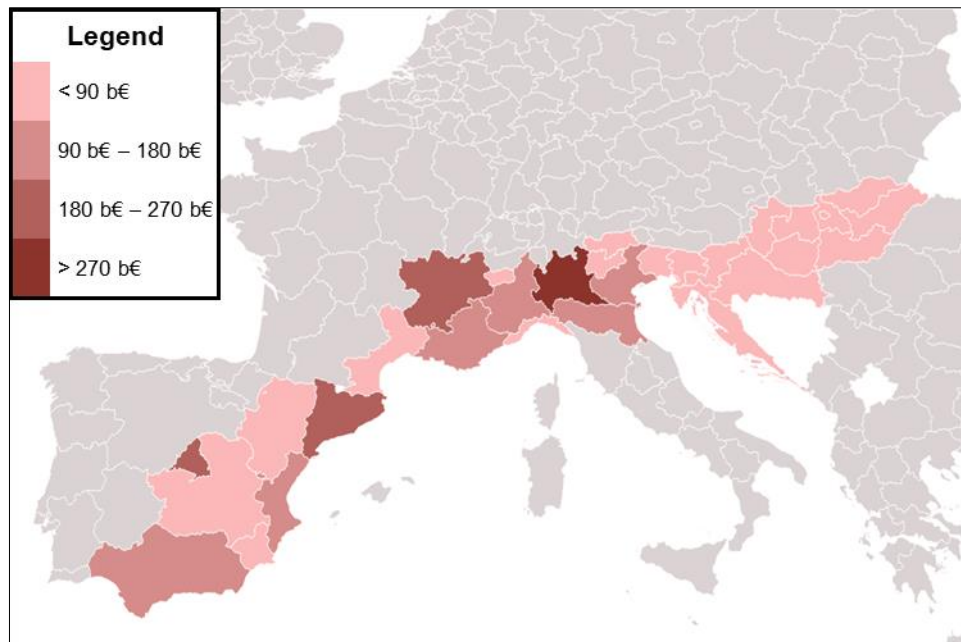 Legend
< 90 b€
90 b€ – 180 b€
180 b€ – 270 b€
> 270 b€